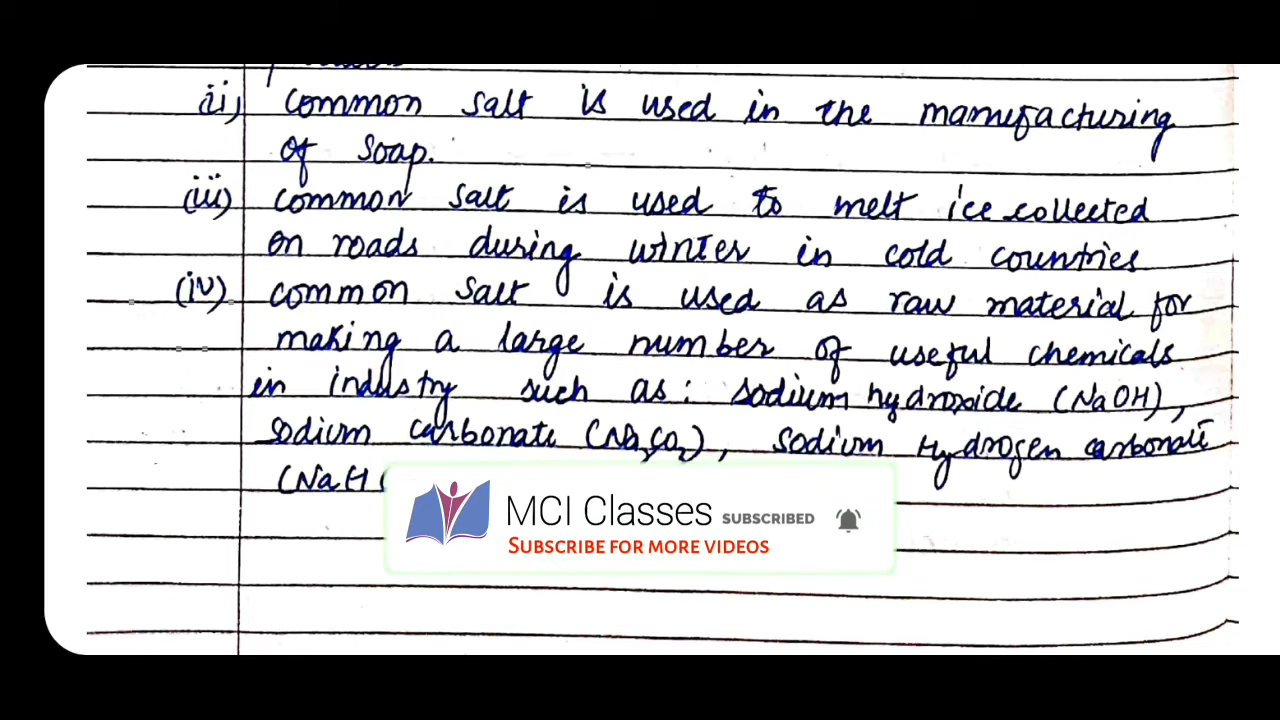 ii) Common salt is used in the manufacturing
of soap.
(iii) common salt is used to melt ice collected
on roads during winter in cold countries
(iv) common salt is used as raw material for
making a large number of useful chemicals
in industry such as: sodium hydroxide (NaOH),
sodium carbonate (Na2CO2), sodium Hydrogen carbonate
(NaH
MCI Classes SUBSCRIBED
SUBSCRIBE FOR MORE VIDEOS